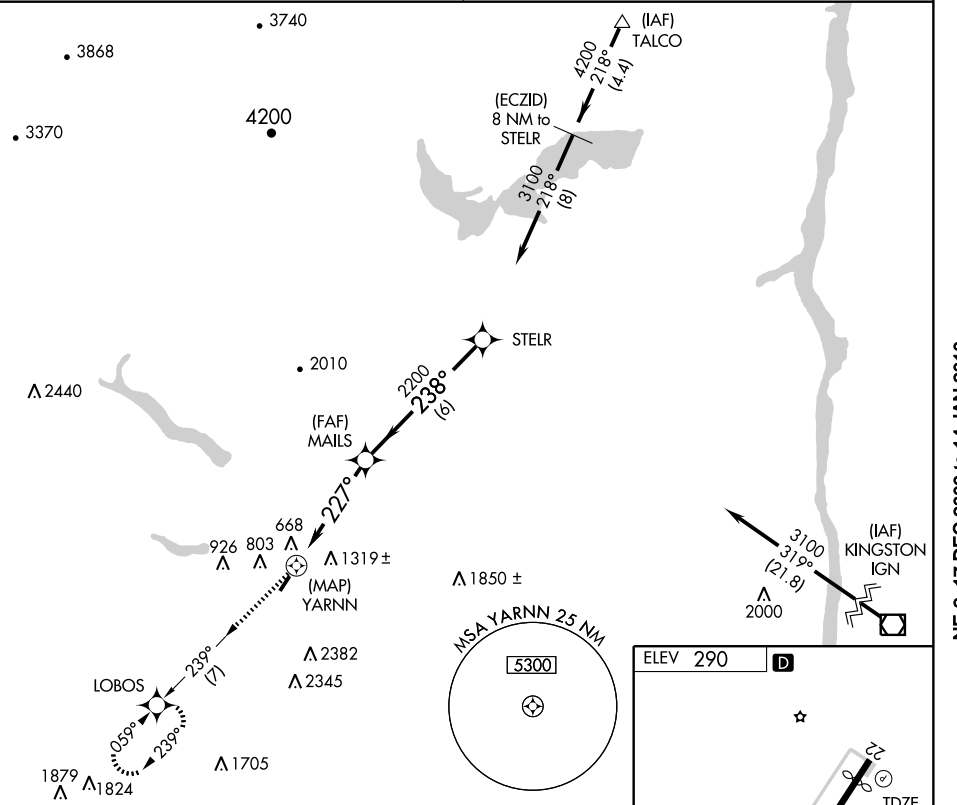 3740
3868
4200
3370
(IAF)
TALCO
4200
218°
(4.4)
(ECZID)
8 NM to
STELR
3100
218°
(8)
STELR
2010
2440
2200
238°
(6)
(FAF)
MAILS
227°
668
926
803
1319 ±
(MAP)
YARNN
1850 ±
3100
319°
(21.8)
(IAF)
KINGSTON
IGN
2000
2382
2345
239°
(7)
LOBOS
059°
239°
1705
1879
1824
MSA YARNN 25 NM
5300
ELEV 290
D
22
TDZE